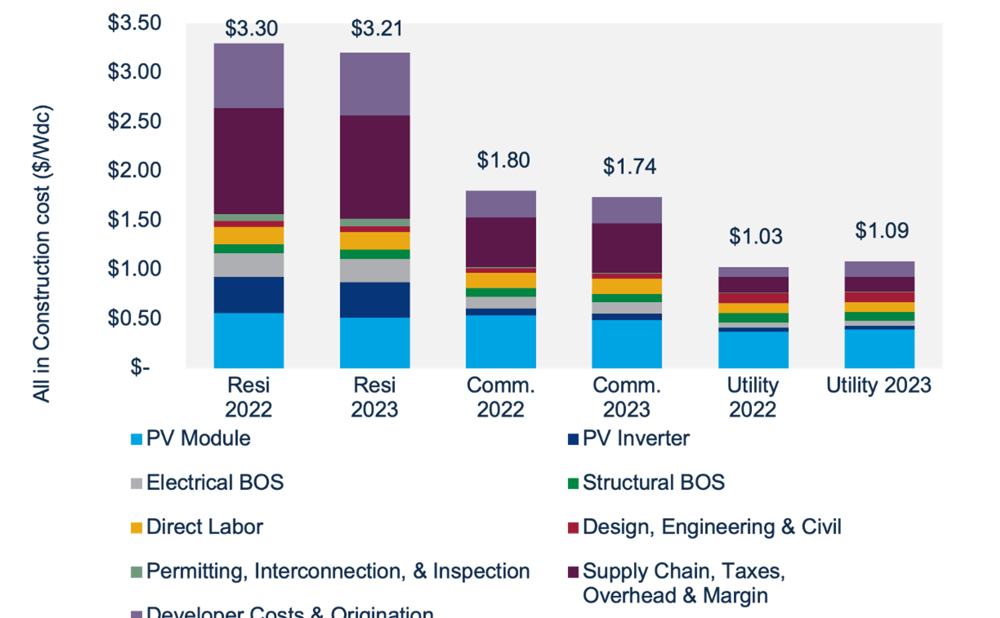 $3.50
$3.00
$2.50
$2.00
$1.50
$1.00
$0.50
$-
All in Construction cost ($/Wdc)
$3.30
$3.21
$1.80
$1.74
$1.03
$1.09
Resi
2022
Resi
2023
Comm.
2022
Comm.
2023
Utility
2022
Utility 2023
PV Module
PV Inverter
Electrical BOS
Structural BOS
Direct Labor
Design, Engineering & Civil
Permitting, Interconnection, & Inspection
Supply Chain, Taxes,
Overhead & Margin
Developer Costs & Origination